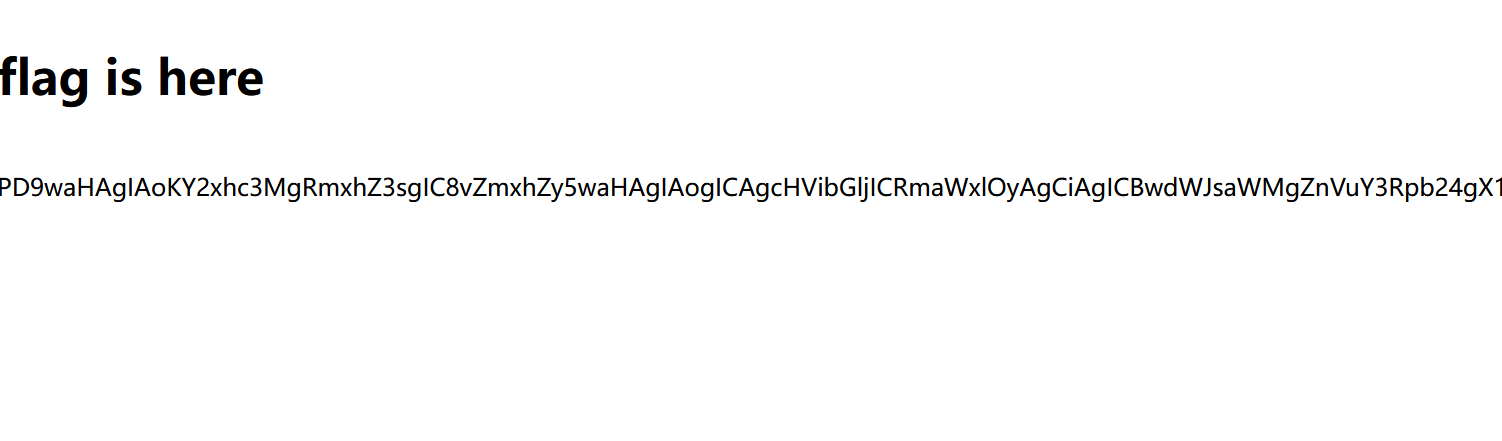 flag is here
PD9waHAgIAoKY2xhc3MgRmxhZ3sgIC8vZmxhZy5waHAgIAogICAgcHVibGljICRmaWxlOyAgCiAgICBwdWJsaWMgZnVuY3Rpb24gX1